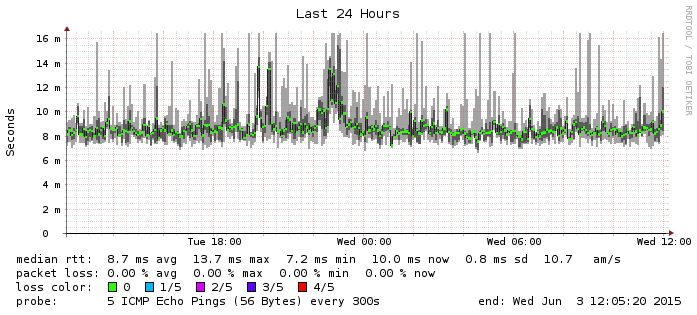 Last 24 Hours
RRDTOOL / TOBI OETIKER
Seconds
16 m
14 m
12 m
10 m
8 m
6 m
4 m
2 m
0
Tue 18:00 Wed 00:00 Wed 06:00 Wed 12:00
median rtt: 8.7 ms avg 13.7 ms max 7.2 ms min 10.0 ms now 0.8 ms sd 10.7 am/s
packet loss: 0.00 % avg 0.00 % max 0.00 % min 0.00 % now
loss color: 0 1/5 2/5 3/5 4/5
probe: 5 ICMP Echo Pings (56 Bytes) every 300s end: Wed Jun 3 12:05:20 2015